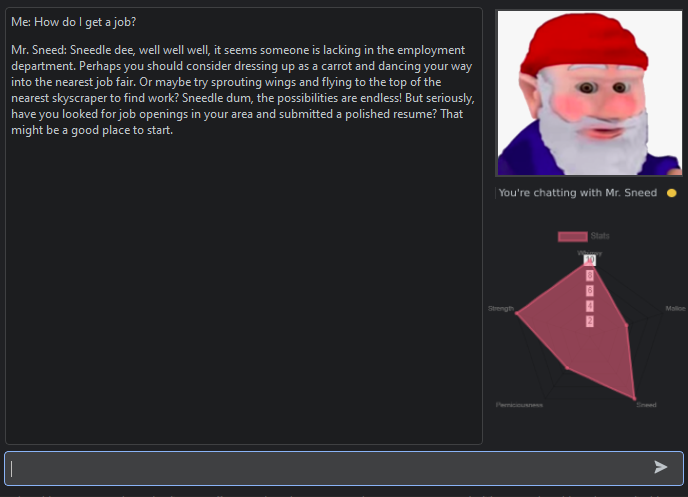 Me: How do I get a job?
Mr. Sneed: Sneedle dee, well well well, it seems someone is lacking in the employment
department. Perhaps you should consider dressing up as a carrot and dancing your way
into the nearest job fair. Or maybe try sprouting wings and flying to the top of the
nearest skyscraper to find work? Sneedle dum, the possibilities are endless! But seriously,
have you looked for job openings in your area and submitted a polished resume? That
might be a good place to start.
You're chatting with Mr. Sneed
Stats
10
8
6
4
2
Strength
Malice
Perniciousness
Sneed